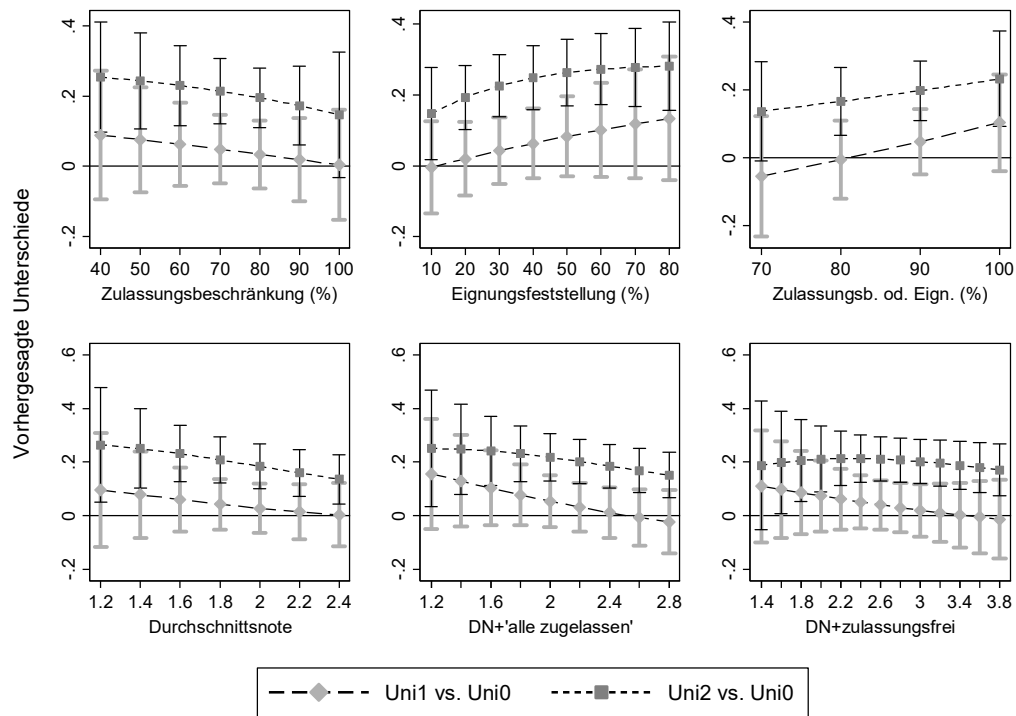 Vorhergesagte Unterschiede
.4
.2
0
-.2
40 50 60 70 80 90 100
Zulassungsbeschränkung (%)
.4
.2
0
-.2
10 20 30 40 50 60 70 80
Eignungsfeststellung (%)
.4
.2
0
-.2
70 80 90 100
Zulassungsb. od. Eign. (%)
.6
.4
.2
0
-.2
1.2 1.4 1.6 1.8 2 2.2 2.4
Durchschnittsnote
.6
.4
.2
0
-.2
1.2 1.6 2 2.4 2.8
DN+'alle zugelassen'
.6
.4
.2
0
-.2
1.4 1.8 2.2 2.6 3 3.4 3.8
DN+zulassungsfrei
Uni1 vs. Uni0 Uni2 vs. Uni0